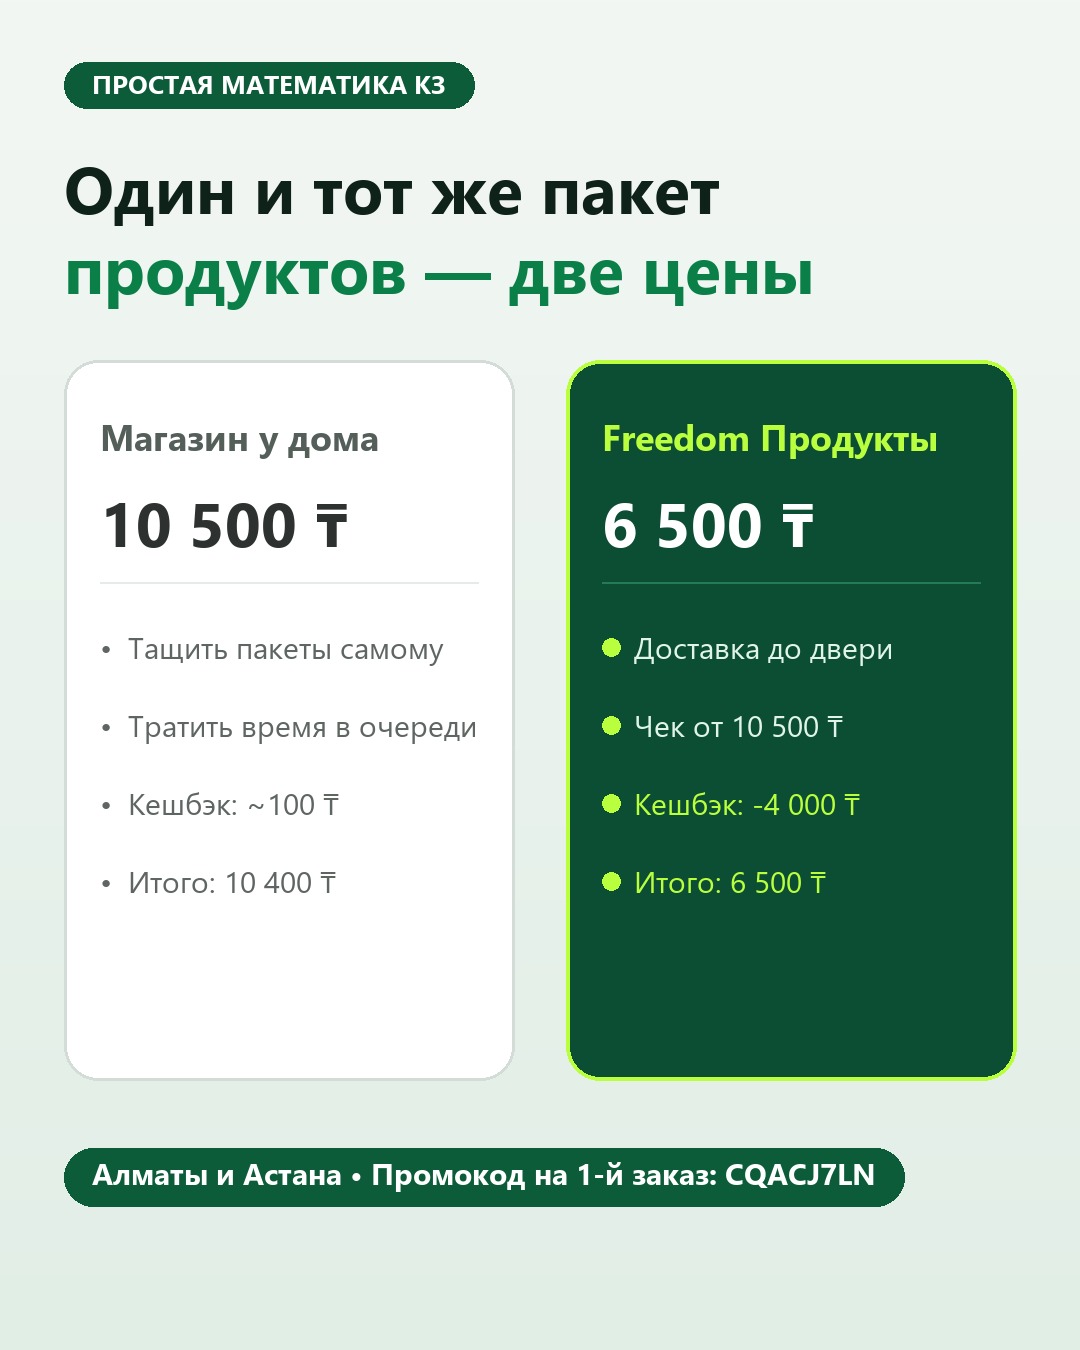 ПРОСТАЯ МАТЕМАТИКА КЗ
Один и тот же пакет
продуктов — две цены
Магазин у дома
10 500 ₸
• Тащить пакеты самому
• Тратить время в очереди
• Кешбэк: ~100 ₸
• Итого: 10 400 ₸
Freedom Продукты
6 500 ₸
● Доставка до двери
● Чек от 10 500 ₸
● Кешбэк: -4 000 ₸
● Итого: 6 500 ₸
Алматы и Астана • Промокод на 1-й заказ: CQACJ7LN